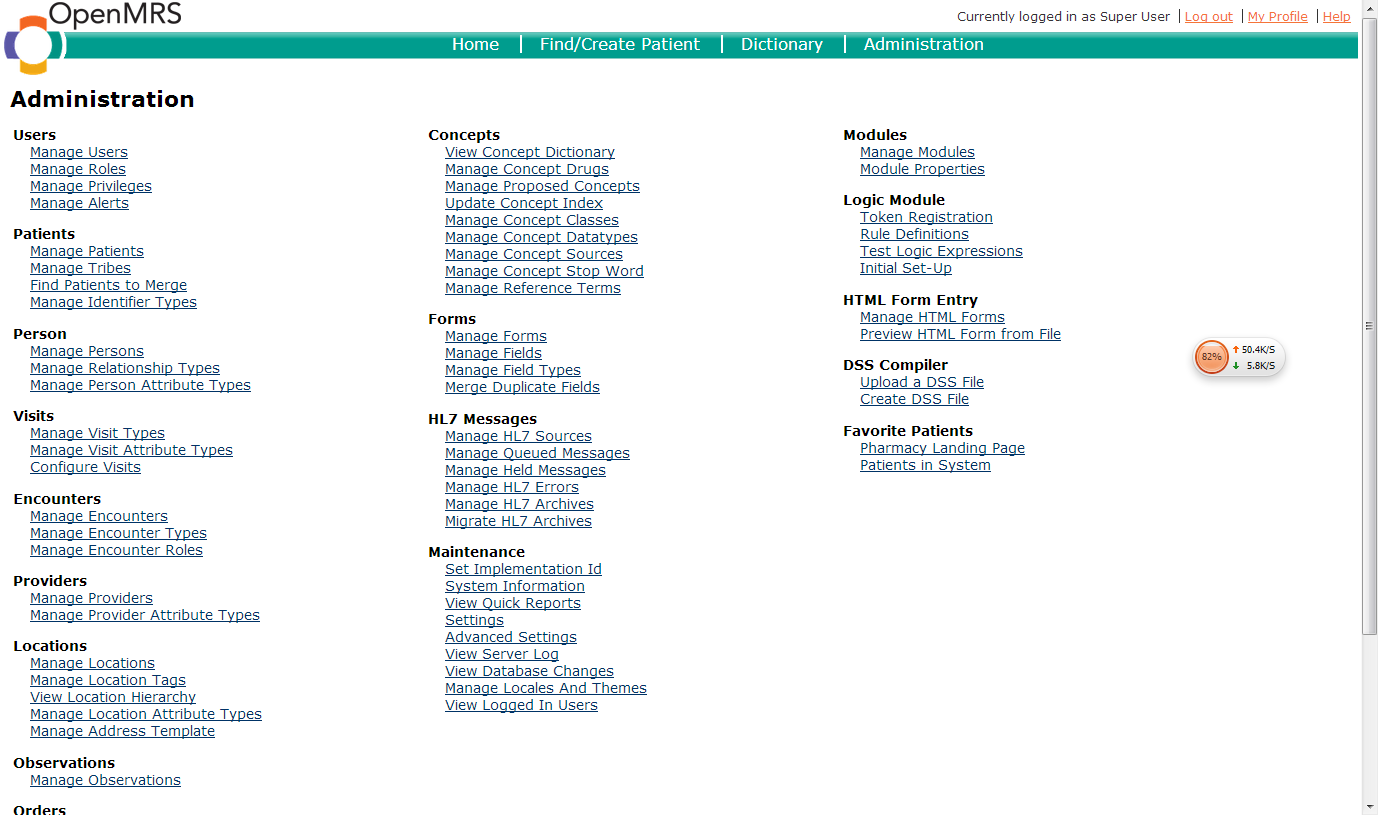 OpenMRS
Currently logged in as Super User | Log out | My Profile | Help
Home | Find/Create Patient | Dictionary | Administration
Administration
Users
Manage Users
Manage Roles
Manage Privileges
Manage Alerts
Patients
Manage Patients
Manage Tribes
Find Patients to Merge
Manage Identifier Types
Person
Manage Persons
Manage Relationship Types
Manage Person Attribute Types
Visits
Manage Visit Types
Manage Visit Attribute Types
Configure Visits
Encounters
Manage Encounters
Manage Encounter Types
Manage Encounter Roles
Providers
Manage Providers
Manage Provider Attribute Types
Locations
Manage Locations
Manage Location Tags
View Location Hierarchy
Manage Location Attribute Types
Manage Address Template
Observations
Manage Observations
Orders
Concepts
View Concept Dictionary
Manage Concept Drugs
Manage Proposed Concepts
Update Concept Index
Manage Concept Classes
Manage Concept Datatypes
Manage Concept Sources
Manage Concept Stop Word
Manage Reference Terms
Forms
Manage Forms
Manage Fields
Manage Field Types
Merge Duplicate Fields
HL7 Messages
Manage HL7 Sources
Manage Queued Messages
Manage Held Messages
Manage HL7 Errors
Manage HL7 Archives
Migrate HL7 Archives
Maintenance
Set Implementation Id
System Information
View Quick Reports
Settings
Advanced Settings
View Server Log
View Database Changes
Manage Locales And Themes
View Logged In Users
Modules
Manage Modules
Module Properties
Logic Module
Token Registration
Rule Definitions
Test Logic Expressions
Initial Set-Up
HTML Form Entry
Manage HTML Forms
Preview HTML Form from File
DSS Compiler
Upload a DSS File
Create DSS File
Favorite Patients
Pharmacy Landing Page
Patients in System
82%
50.4K/S
5.8K/S